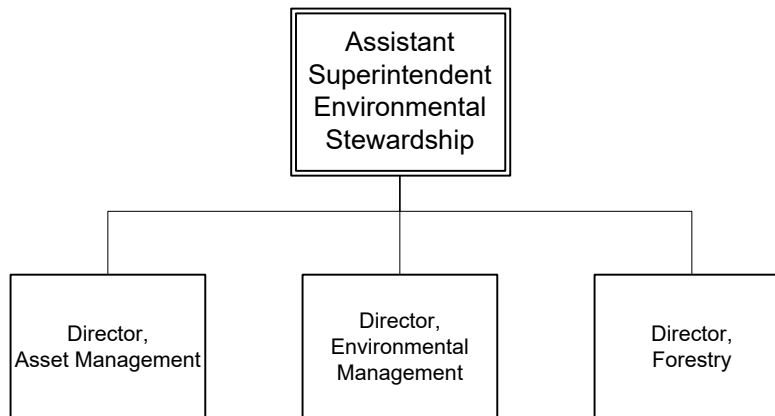 Assistant
Superintendent
Environmental
Stewardship
Director,
Asset Management
Director,
Environmental
Management
Director,
Forestry